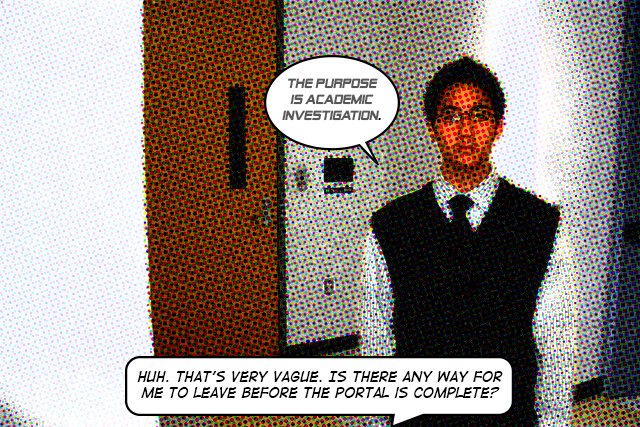 THE PURPOSE
IS ACADEMIC
INVESTIGATION.
HUH. THAT'S VERY VAGUE. IS THERE ANY WAY FOR
ME TO LEAVE BEFORE THE PORTAL IS COMPLETE?